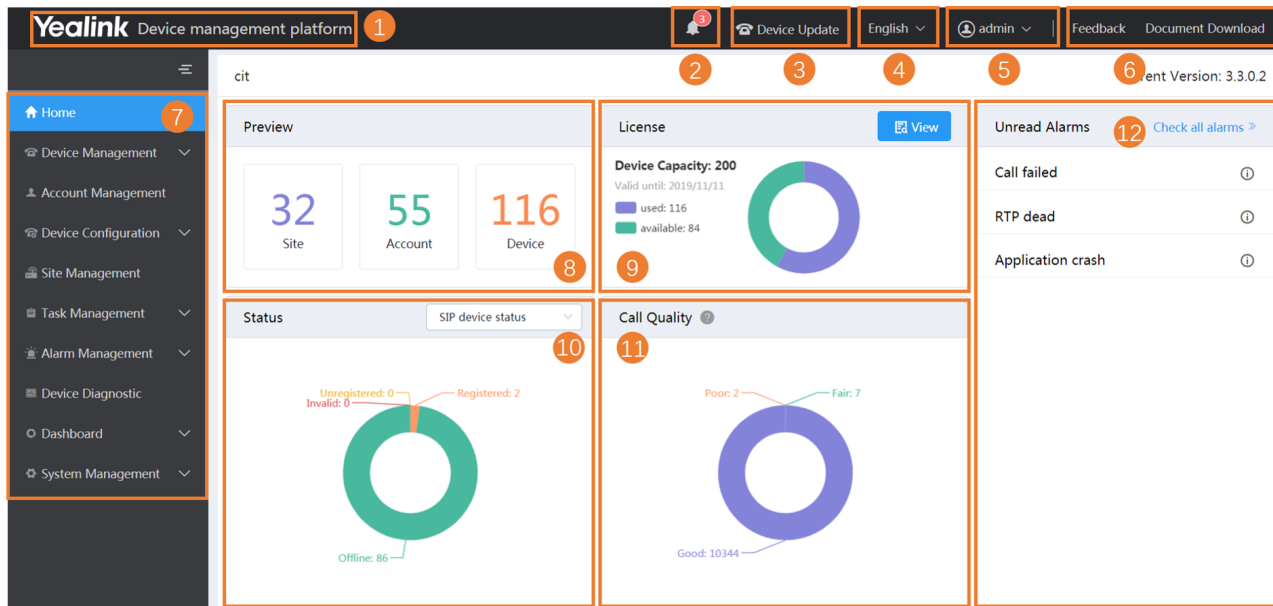 Yealink Device management platform 1
3
Device Update
English
admin
Feedback Document Download
2 3 4 5 6
cit
ent Version: 3.3.0.2
Home 7
Device Management
Account Management
Device Configuration
Site Management
Task Management
Alarm Management
Device Diagnostic
Dashboard
System Management
Preview
32 55 116
Site Account Device
8
License View
Device Capacity: 200
Valid until: 2019/11/11
used: 116
available: 84
9
Unread Alarms 12 Check all alarms
Call failed
RTP dead
Application crash
Status SIP device status
10
Unregistered: 0 Registered: 2
Invalid: 0
Offline: 86
Call Quality ?
11
Poor: 2 Fair: 7
Good: 10344